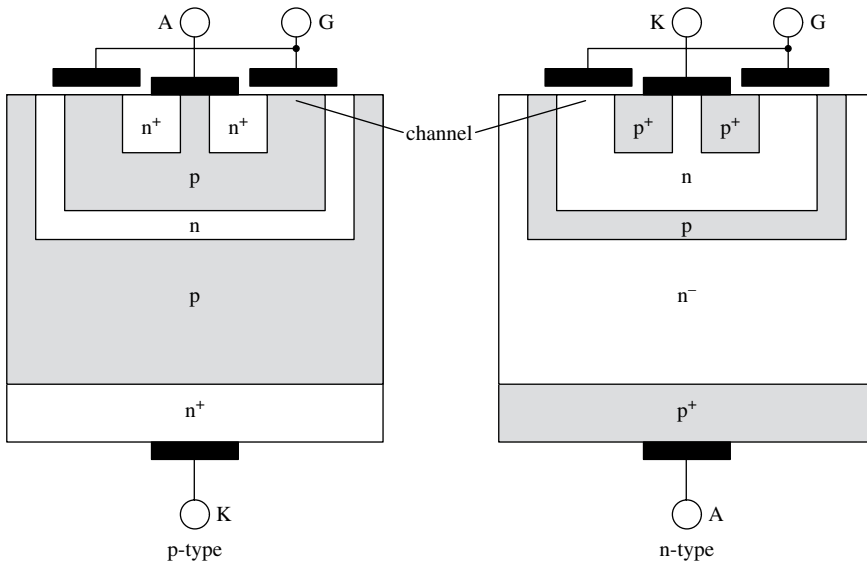 A G K G
n⁺ n⁺ channel p⁺ p⁺
p n
n p
p n⁻
n⁺ p⁺
K A
p-type n-type